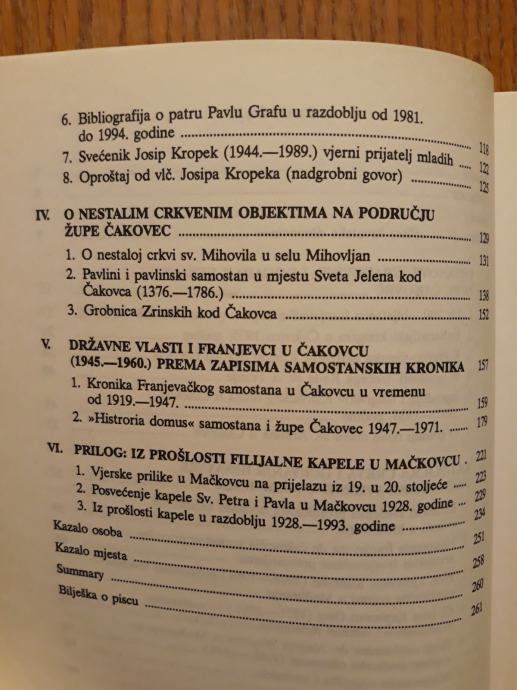 6. Bibliografija o patru Pavlu Grafu u razdoblju od 1981.
do 1994. godine ........ 118
7. Svećenik Josip Kropek (1944.—1989.) vjerni prijatelj mladih ........ 122
8. Oproštaj od vlč. Josipa Kropeka (nadgrobni govor) ........ 125
IV. O NESTALIM CRKVENIM OBJEKTIMA NA PODRUČJU
ŽUPE ČAKOVEC ........ 129
1. O nestaloj crkvi sv. Mihovila u selu Mihovljan ........ 131
2. Pavlini i pavlinski samostan u mjestu Sveta Jelena kod
Čakovca (1376.—1786.) ........ 138
3. Grobnica Zrinskih kod Čakovca ........ 152
V. DRŽAVNE VLASTI I FRANJEVCI U ČAKOVCU
(1945.—1960.) PREMA ZAPISIMA SAMOSTANSKIH KRONIKA 157
1. Kronika Franjevačkog samostana u Čakovcu u vremenu
od 1919.—1947. ........ 159
2. »Histroria domus« samostana i župe Čakovec 1947.—1971. ........ 179
VI. PRILOG: IZ PROŠLOSTI FILIJALNE KAPELE U MAČKOVCU . 221
1. Vjerske prilike u Mačkovcu na prijelazu iz 19. u 20. stoljeće ..... 223
2. Posvećenje kapele Sv. Petra i Pavla u Mačkovcu 1928. godine ... 229
3. Iz prošlosti kapele u razdoblju 1928.—1993. godine ........ 234
Kazalo osoba ........ 251
Kazalo mjesta ........ 258
Summary ........ 260
Bilješka o piscu ........ 261